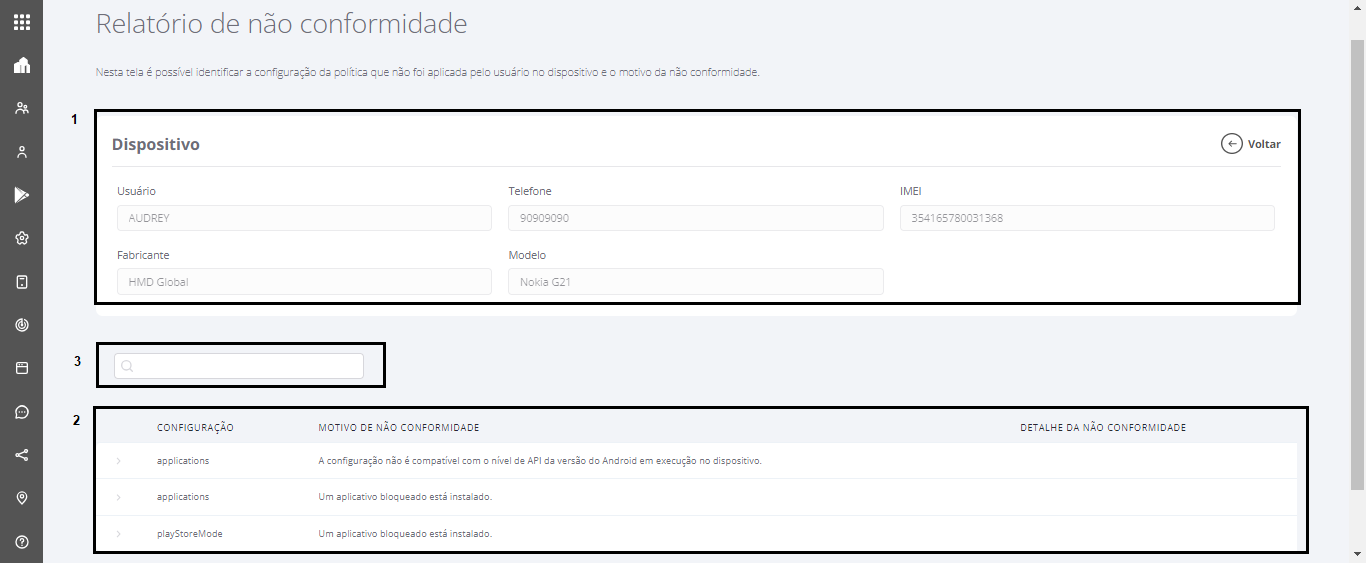 Relatório de não conformidade
Nesta tela é possível identificar a configuração da política que não foi aplicada pelo usuário no dispositivo e o motivo da não conformidade.
1
Dispositivo
Voltar
Usuário Telefone IMEI
AUDREY 90909090 354165780031368
Fabricante Modelo
HMD Global Nokia G21
3
2
CONFIGURAÇÃO MOTIVO DE NÃO CONFORMIDADE DETALHE DA NÃO CONFORMIDADE
applications A configuração não é compatível com o nível de API da versão do Android em execução no dispositivo.
applications Um aplicativo bloqueado está instalado.
playStoreMode Um aplicativo bloqueado está instalado.